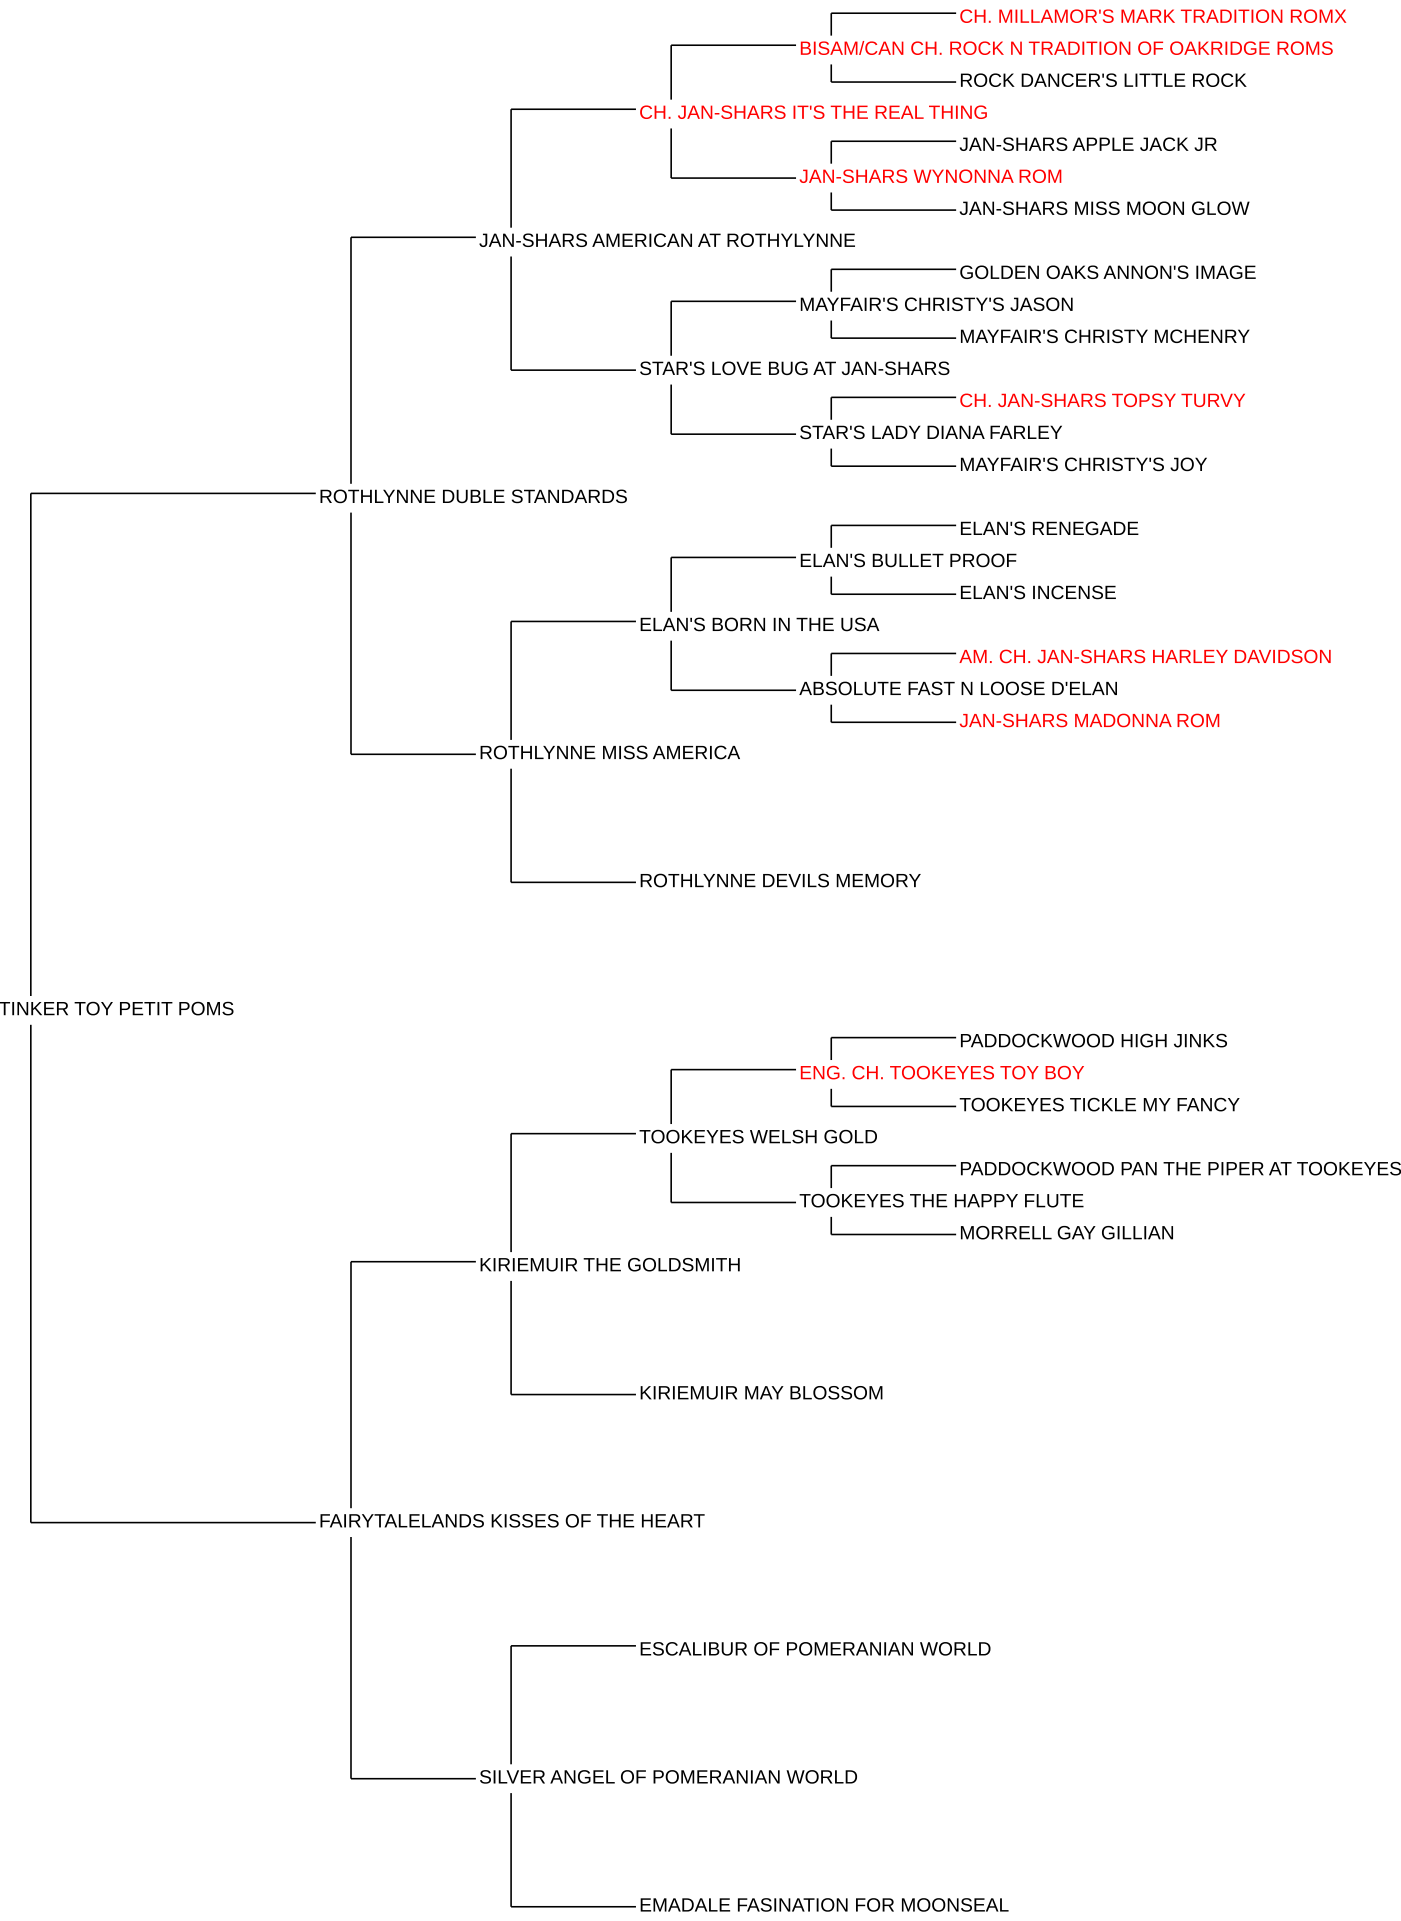 CH. MILLAMOR'S MARK TRADITION ROMX
BISAM/CAN CH. ROCK N TRADITION OF OAKRIDGE ROMS
ROCK DANCER'S LITTLE ROCK
CH. JAN-SHARS IT'S THE REAL THING
JAN-SHARS APPLE JACK JR
JAN-SHARS WYNONNA ROM
JAN-SHARS MISS MOON GLOW
JAN-SHARS AMERICAN AT ROTHYLYNNE
GOLDEN OAKS ANNON'S IMAGE
MAYFAIR'S CHRISTY'S JASON
MAYFAIR'S CHRISTY MCHENRY
STAR'S LOVE BUG AT JAN-SHARS
CH. JAN-SHARS TOPSY TURVY
STAR'S LADY DIANA FARLEY
MAYFAIR'S CHRISTY'S JOY
ROTHLYNNE DUBLE STANDARDS
ELAN'S RENEGADE
ELAN'S BULLET PROOF
ELAN'S INCENSE
ELAN'S BORN IN THE USA
AM. CH. JAN-SHARS HARLEY DAVIDSON
ABSOLUTE FAST N LOOSE D'ELAN
JAN-SHARS MADONNA ROM
ROTHLYNNE MISS AMERICA
ROTHLYNNE DEVILS MEMORY
TINKER TOY PETIT POMS
PADDOCKWOOD HIGH JINKS
ENG. CH. TOOKEYES TOY BOY
TOOKEYES TICKLE MY FANCY
TOOKEYES WELSH GOLD
PADDOCKWOOD PAN THE PIPER AT TOOKEYES
TOOKEYES THE HAPPY FLUTE
MORRELL GAY GILLIAN
KIRIEMUIR THE GOLDSMITH
KIRIEMUIR MAY BLOSSOM
FAIRYTALELANDS KISSES OF THE HEART
ESCALIBUR OF POMERANIAN WORLD
SILVER ANGEL OF POMERANIAN WORLD
EMADALE FASINATION FOR MOONSEAL